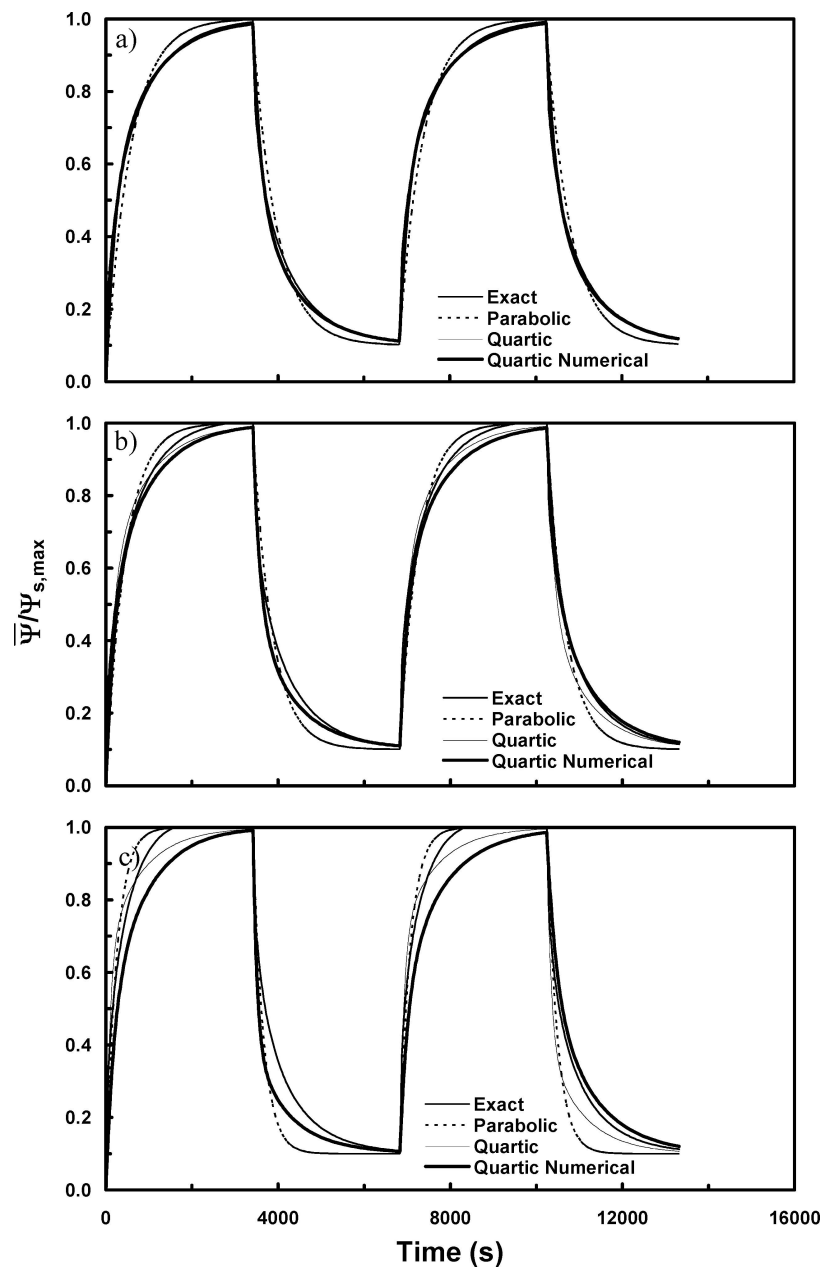 a)
1.0
0.8
0.6
0.4
0.2
0.0
Exact
Parabolic
Quartic
Quartic Numerical
b)
1.0
0.8
0.6
0.4
0.2
0.0
Exact
Parabolic
Quartic
Quartic Numerical
Ψ̅/Ψs,max
c)
1.0
0.8
0.6
0.4
0.2
0.0
Exact
Parabolic
Quartic
Quartic Numerical
0 4000 8000 12000 16000
Time (s)